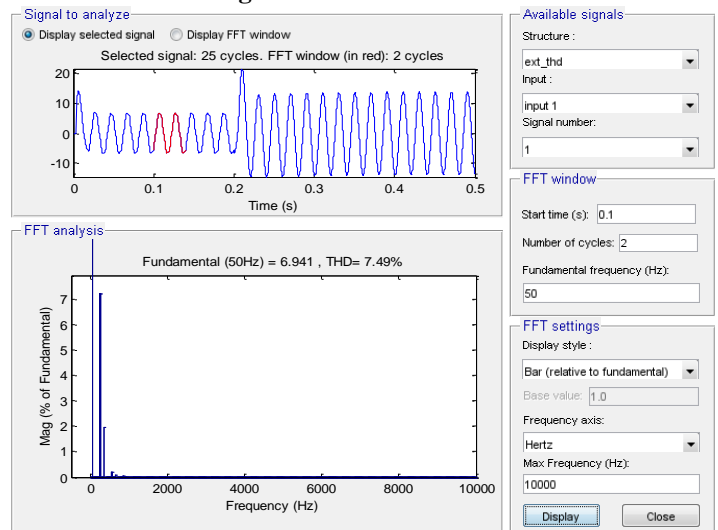 Signal to analyze
Display selected signal Display FFT window
Selected signal: 25 cycles. FFT window (in red): 2 cycles
20
10
0
-10
0 0.1 0.2 0.3 0.4 0.5
Time (s)
FFT analysis
Fundamental (50Hz) = 6.941 , THD= 7.49%
Mag (% of Fundamental)
7
6
5
4
3
2
1
0
0 2000 4000 6000 8000 10000
Frequency (Hz)
Available signals
Structure :
ext_thd
Input :
input 1
Signal number:
1
FFT window
Start time (s): 0.1
Number of cycles: 2
Fundamental frequency (Hz):
50
FFT settings
Display style :
Bar (relative to fundamental)
Base value: 1.0
Frequency axis:
Hertz
Max Frequency (Hz):
10000
Display Close